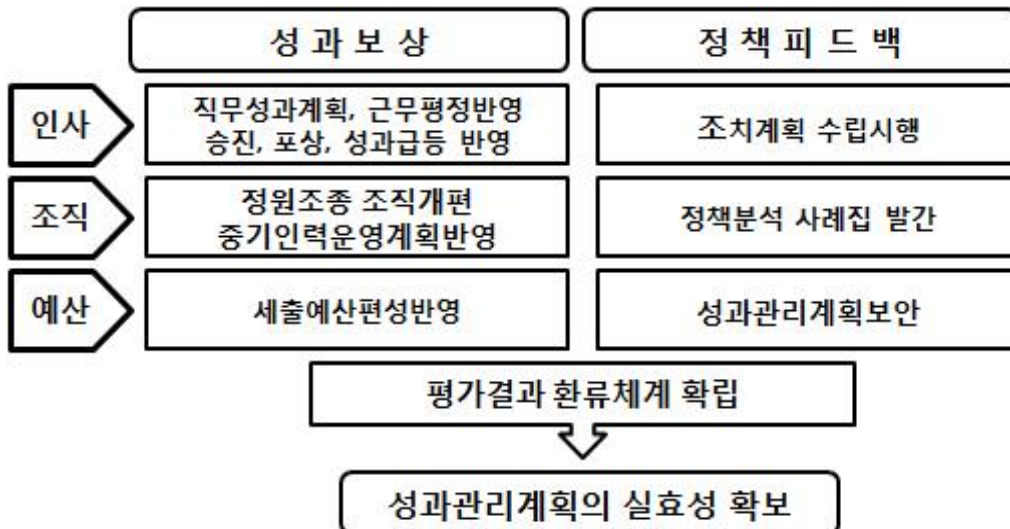 성 과 보 상
정 책 피 드 백
인사
직무성과계획, 근무평정반영
승진, 포상, 성과급등 반영
조치계획 수립시행
조직
정원조종 조직개편
중기인력운영계획반영
정책분석 사례집 발간
예산
세출예산편성반영
성과관리계획보안
평가결과 환류체계 확립
성과관리계획의 실효성 확보